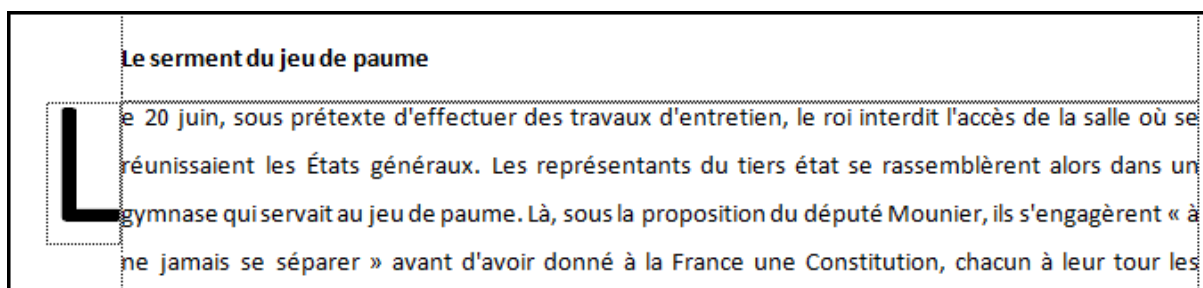 Le serment du jeu de paume
Le 20 juin, sous prétexte d'effectuer des travaux d'entretien, le roi interdit l'accès de la salle où se
réunissaient les États généraux. Les représentants du tiers état se rassemblèrent alors dans un
gymnase qui servait au jeu de paume. Là, sous la proposition du député Mounier, ils s'engagèrent « à
ne jamais se séparer » avant d'avoir donné à la France une Constitution, chacun à leur tour les